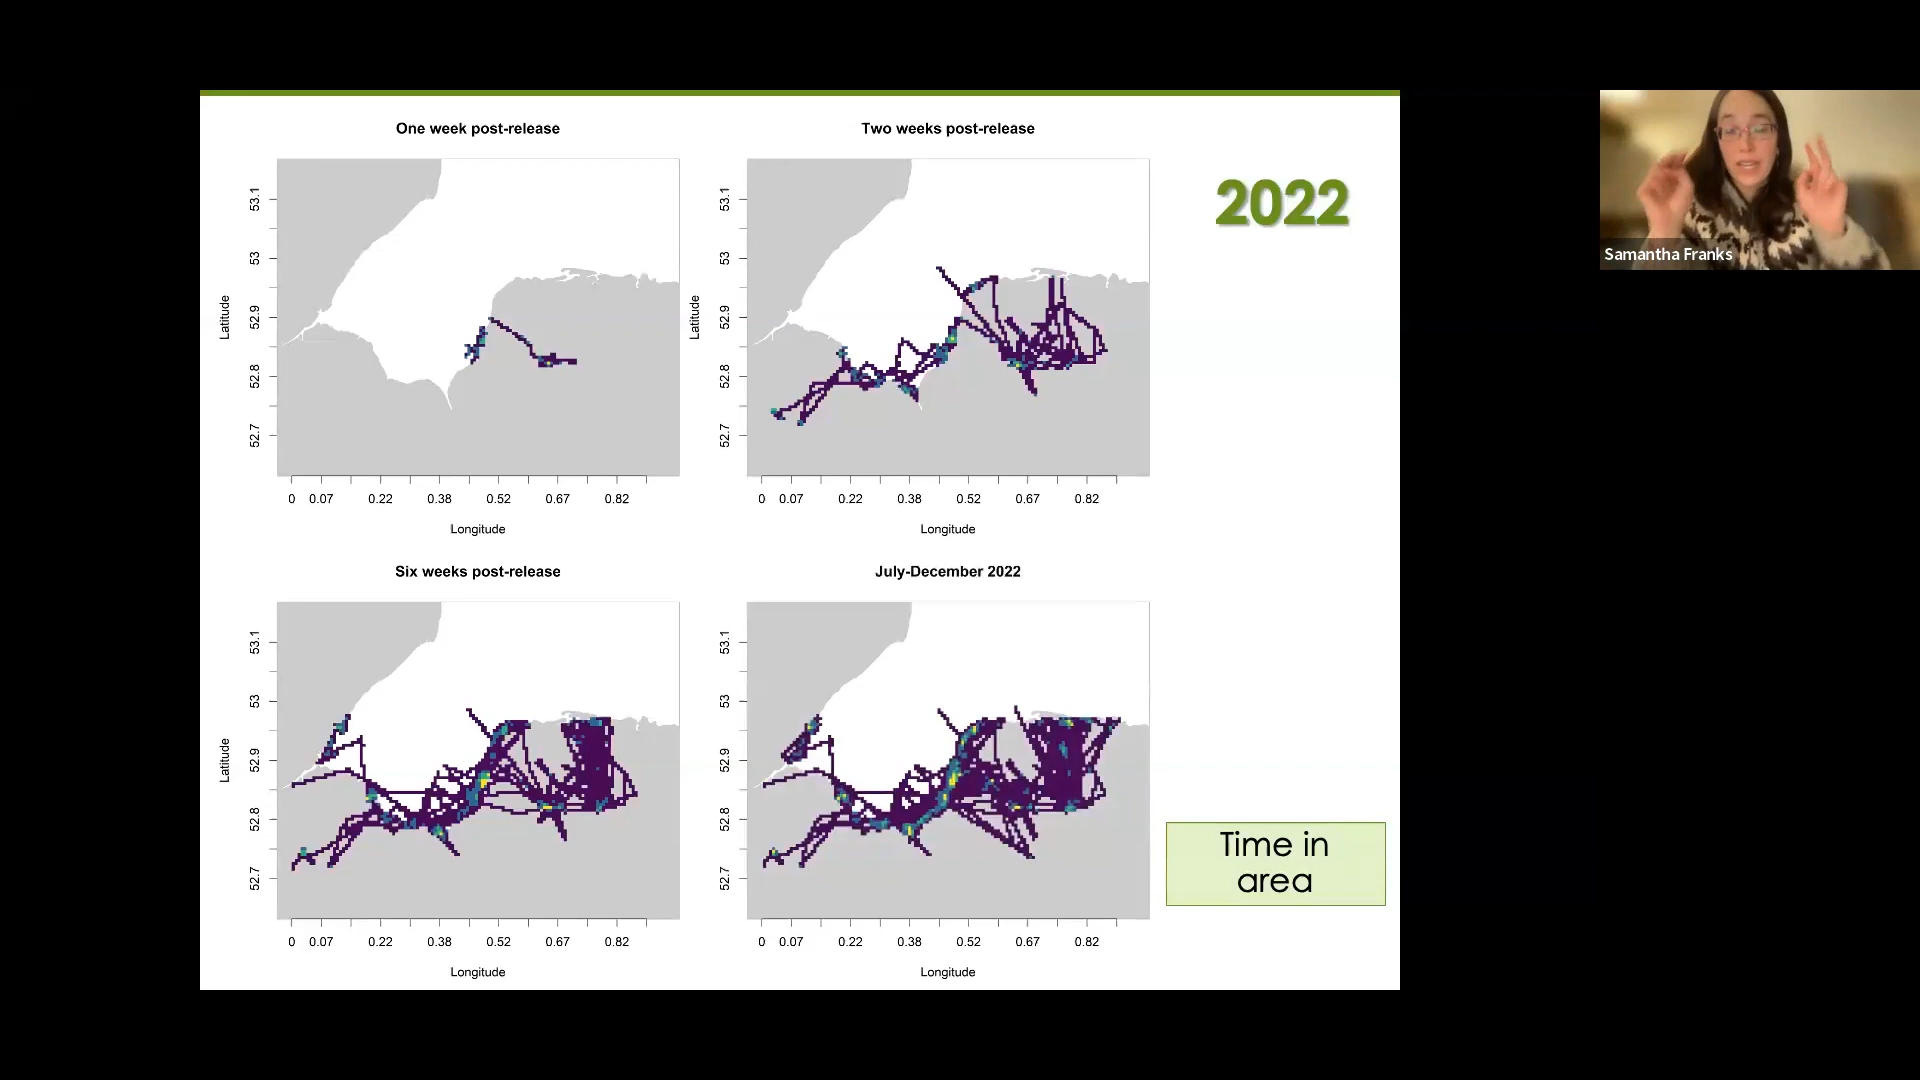 One week post-release
53.1
53
52.9
52.8
52.7
Latitude
0 0.07 0.22 0.38 0.52 0.67 0.82
Longitude
Two weeks post-release
53.1
53
52.9
52.8
52.7
Latitude
0 0.07 0.22 0.38 0.52 0.67 0.82
Longitude
2022
Samantha Franks
Six weeks post-release
53.1
53
52.9
52.8
52.7
Latitude
0 0.07 0.22 0.38 0.52 0.67 0.82
Longitude
July-December 2022
53.1
53
52.9
52.8
52.7
0 0.07 0.22 0.38 0.52 0.67 0.82
Longitude
Time in
area